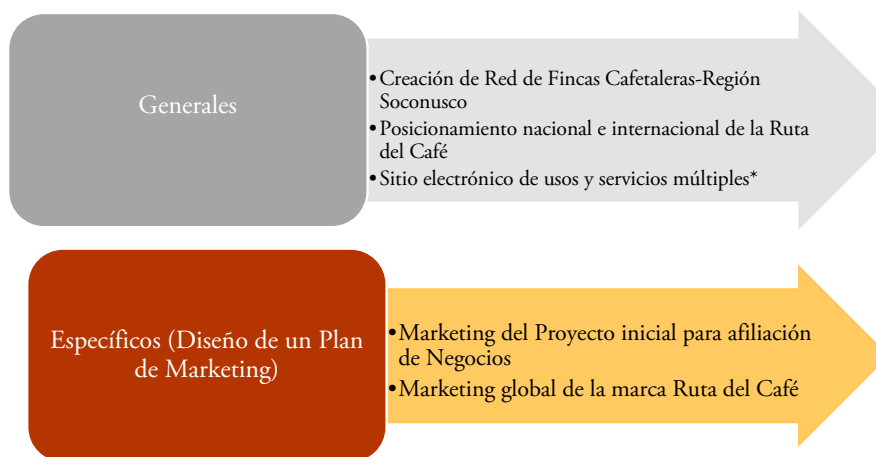 Generales
•Creación de Red de Fincas Cafetaleras-Región
Soconusco
•Posicionamiento nacional e internacional de la Ruta
del Café
•Sitio electrónico de usos y servicios múltiples*
Específicos (Diseño de un Plan
de Marketing)
•Marketing del Proyecto inicial para afiliación
de Negocios
•Marketing global de la marca Ruta del Café